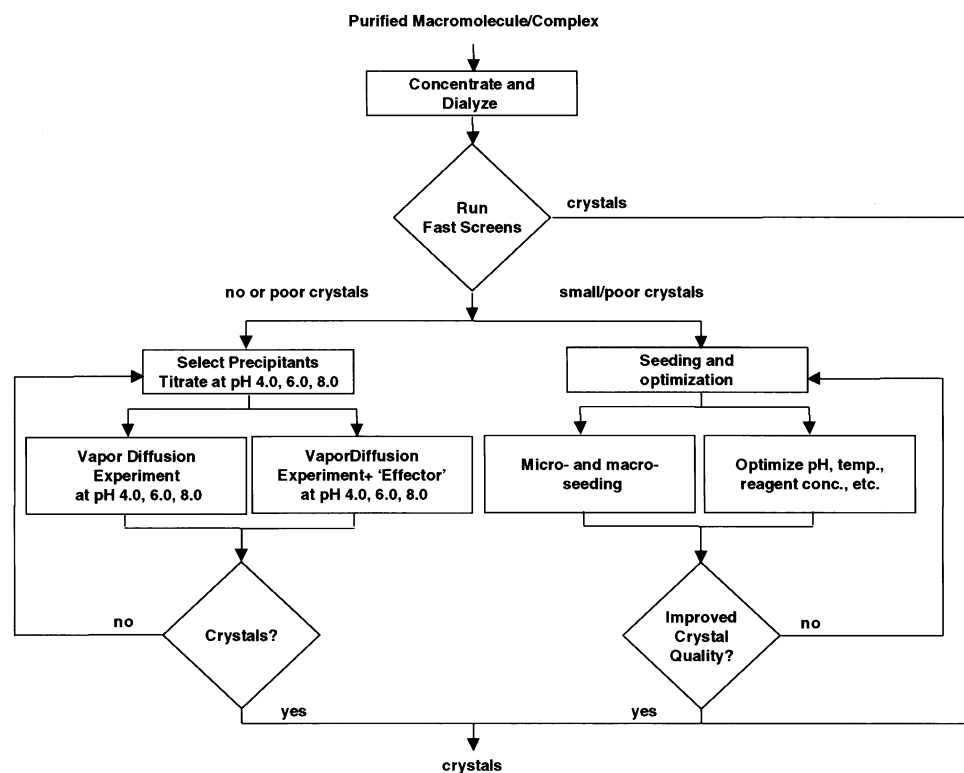 Purified Macromolecule/Complex
Concentrate and
Dialyze
Run
Fast Screens
crystals
no or poor crystals
small/poor crystals
Select Precipitants
Titrate at pH 4.0, 6.0, 8.0
Seeding and
optimization
Vapor Diffusion
Experiment
at pH 4.0, 6.0, 8.0
VaporDiffusion
Experiment+ ‘Effector’
at pH 4.0, 6.0, 8.0
Micro- and macro-
seeding
Optimize pH, temp.,
reagent conc., etc.
no
Crystals?
Improved
Crystal
Quality?
no
yes
yes
crystals